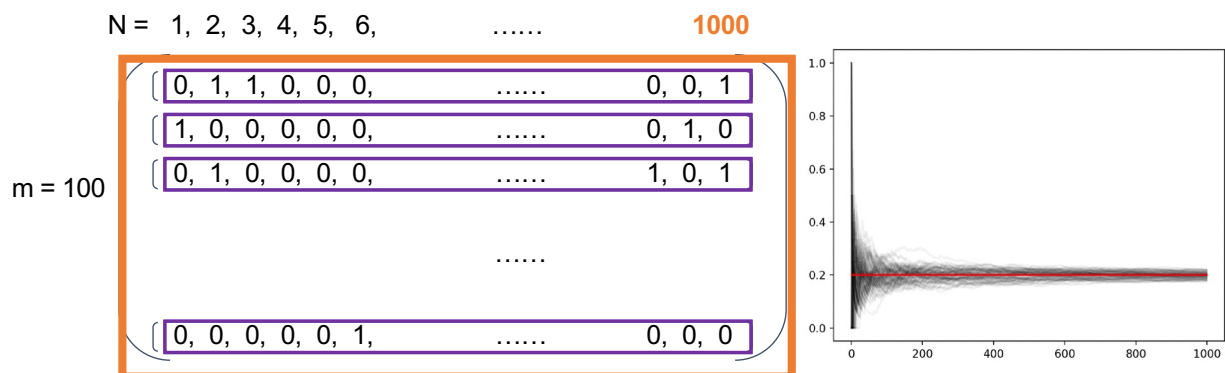 N = 1, 2, 3, 4, 5, 6, ...... 1000
0, 1, 1, 0, 0, 0, ...... 0, 0, 1
1, 0, 0, 0, 0, 0, ...... 0, 1, 0
0, 1, 0, 0, 0, 0, ...... 1, 0, 1
m = 100
......
0, 0, 0, 0, 0, 1, ...... 0, 0, 0
1.0
0.8
0.6
0.4
0.2
0.0
0 200 400 600 800 1000